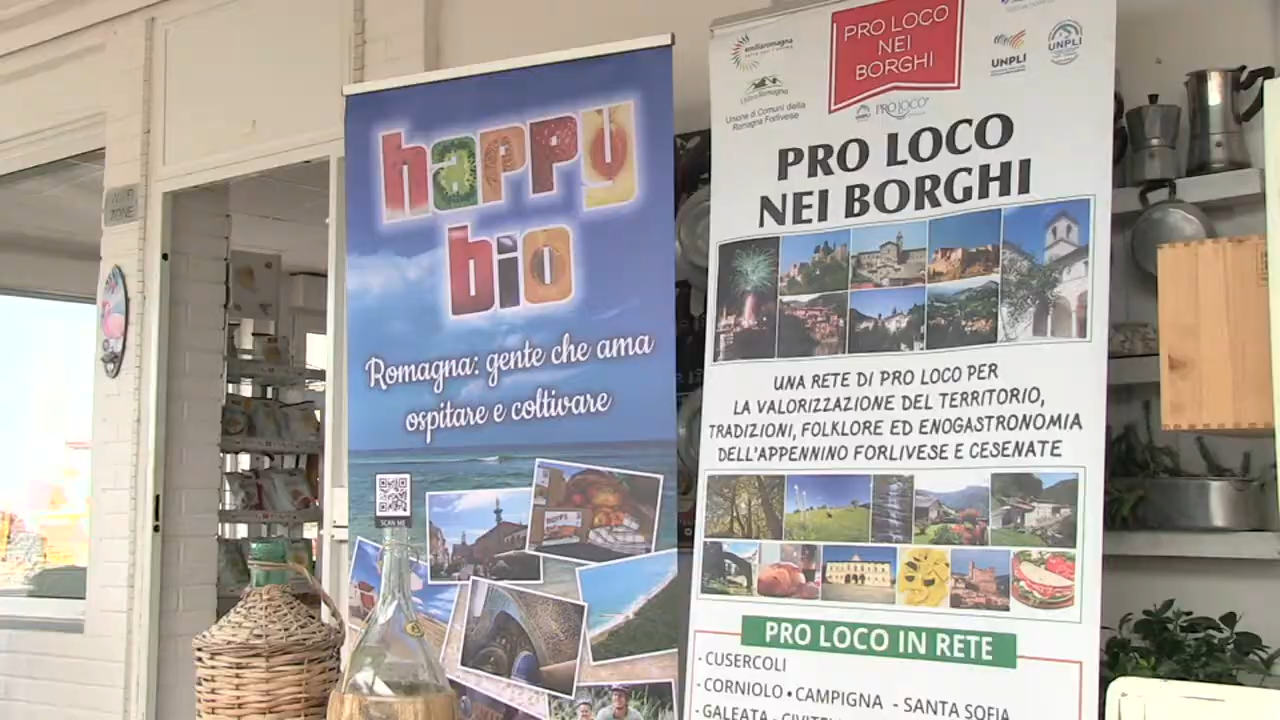 happy
bio
Romagna: gente che ama
ospitare e coltivare
SCAN ME
emiliaromagna
PRO LOCO
NEI
BORGHI
UNPLI
UNPLI
Unione di Comuni della
Romagna Forlivese
PRO LOCO
PRO LOCO
NEI BORGHI
UNA RETE DI PRO LOCO PER
LA VALORIZZAZIONE DEL TERRITORIO,
TRADIZIONI, FOLKLORE ED ENOGASTRONOMIA
DELL'APPENNINO FORLIVESE E CESENATE
PRO LOCO IN RETE
- CUSERCOLI
- CORNIOLO • CAMPIGNA - SANTA SOFIA
- GALEATA
ZONE